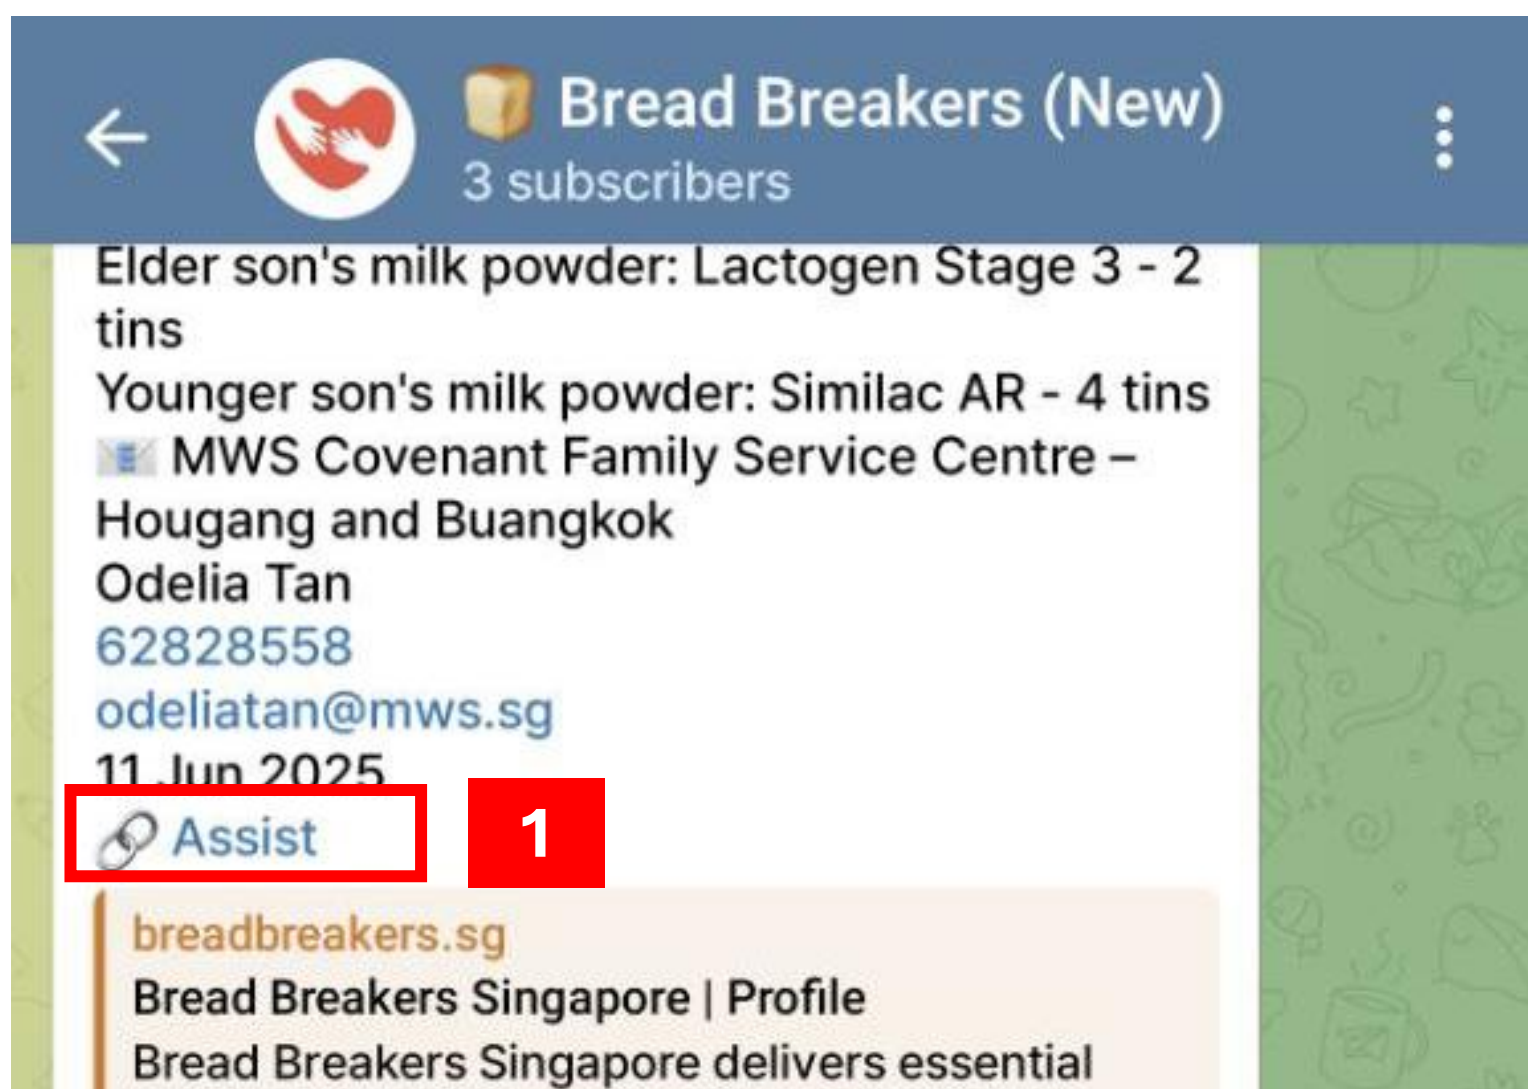 Bread Breakers (New)
3 subscribers
Elder son's milk powder: Lactogen Stage 3 - 2
tins
Younger son's milk powder: Similac AR - 4 tins
MWS Covenant Family Service Centre –
Hougang and Buangkok
Odelia Tan
62828558
odeliatan@mws.sg
11 Jun 2025
Assist
1
breadbreakers.sg
Bread Breakers Singapore | Profile
Bread Breakers Singapore delivers essential